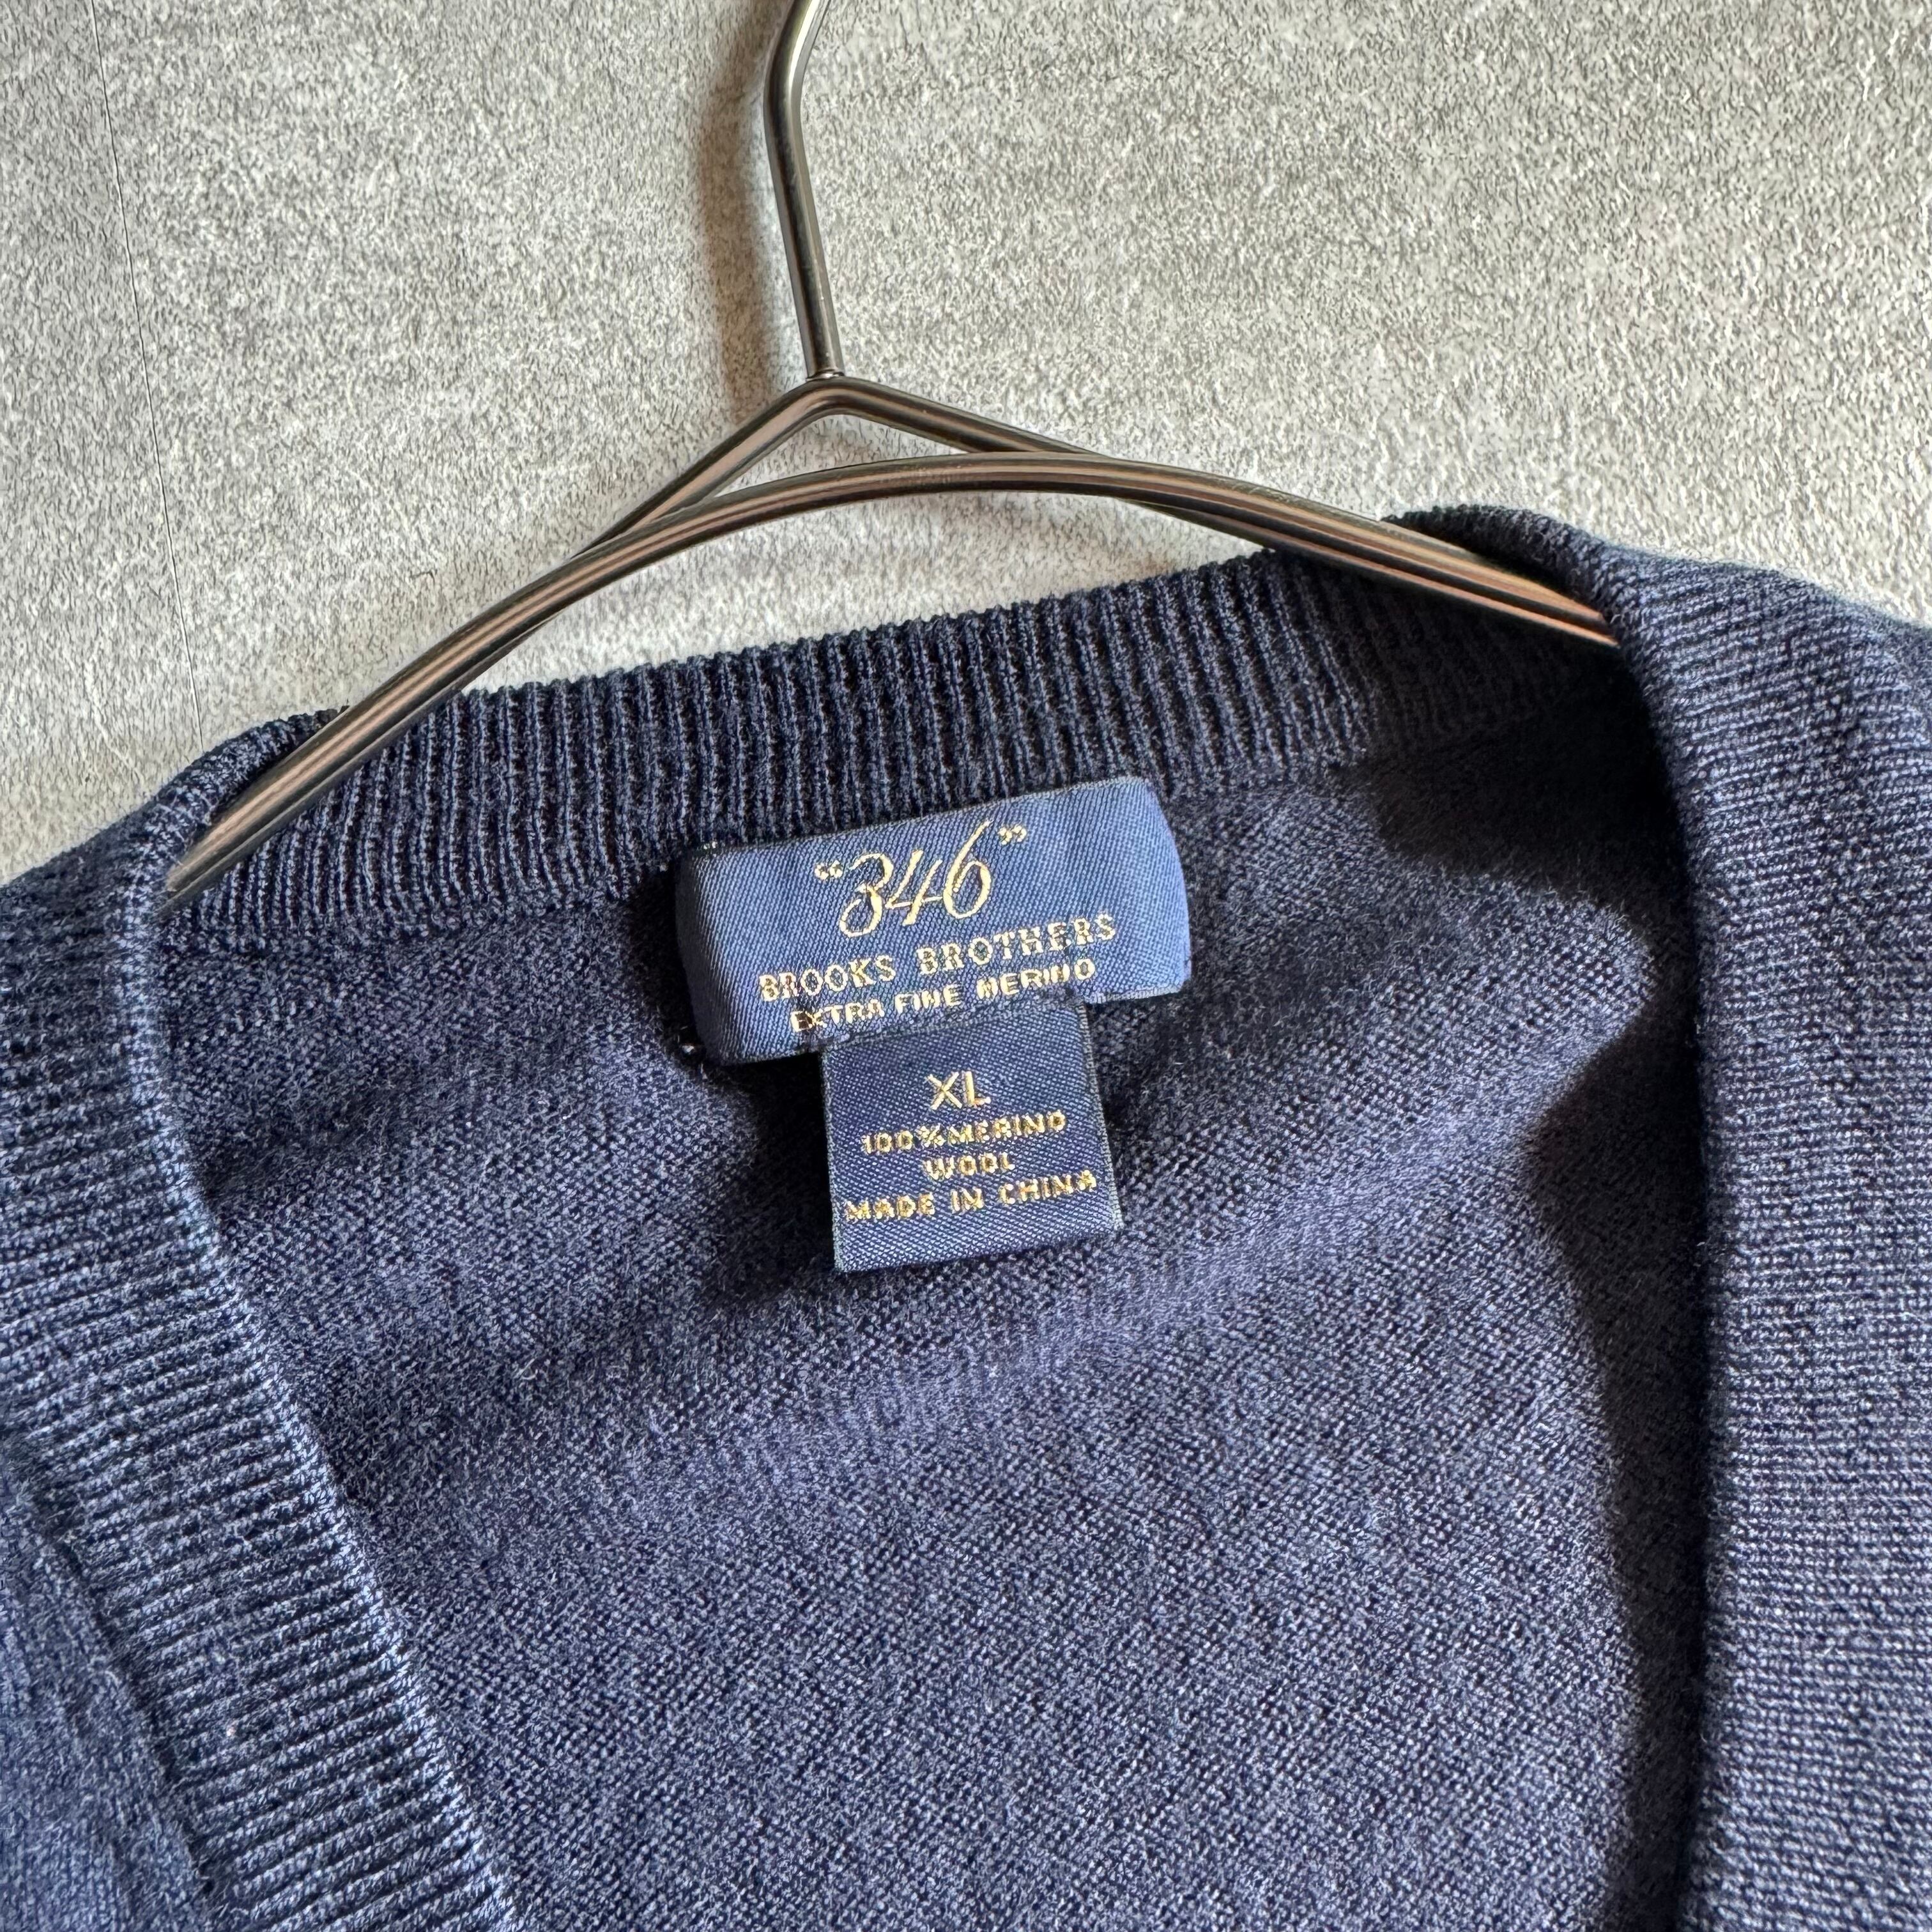 “346”
BROOKS BROTHERS
EXTRA FINE MERINO
XL
100% MERINO
WOOL
MADE IN CHINA